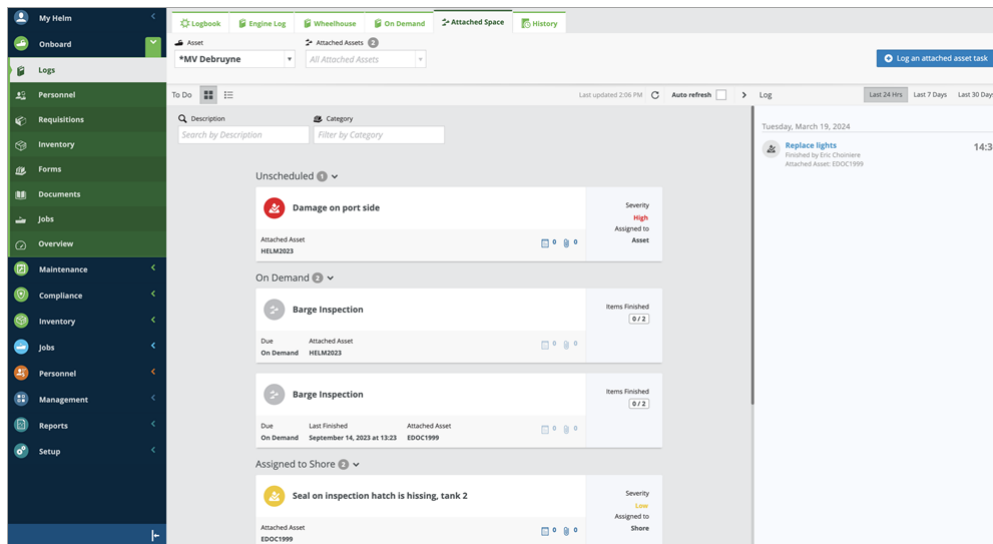 My Helm
Onboard
Logs
Personnel
Requisitions
Inventory
Forms
Documents
Jobs
Overview
Maintenance
Compliance
Inventory
Jobs
Personnel
Management
Reports
Setup
Logbook Engine Log Wheelhouse On Demand Attached Space History
Asset Attached Assets 2
*MV Debruyne All Attached Assets
Log an attached asset task
To Do Last updated 2:06 PM Auto refresh Log Last 24 Hrs Last 7 Days Last 30 Days
Description Category
Search by Description Filter by Category
Unscheduled 1
Damage on port side
Severity
High
Assigned to
Asset
Attached Asset
HELM2023
0 0
On Demand 2
Barge Inspection
Items Finished
0 / 2
Due Attached Asset
On Demand HELM2023
0 0
Barge Inspection
Items Finished
0 / 2
Due Last Finished Attached Asset
On Demand September 14, 2023 at 13:23 EDOC1999
0 0
Assigned to Shore 2
Seal on inspection hatch is hissing, tank 2
Severity
Low
Assigned to
Shore
Attached Asset
EDOC1999
0 0
Tuesday, March 19, 2024
Replace lights 14:3
Finished by Eric Choiniere
Attached Asset: EDOC1999